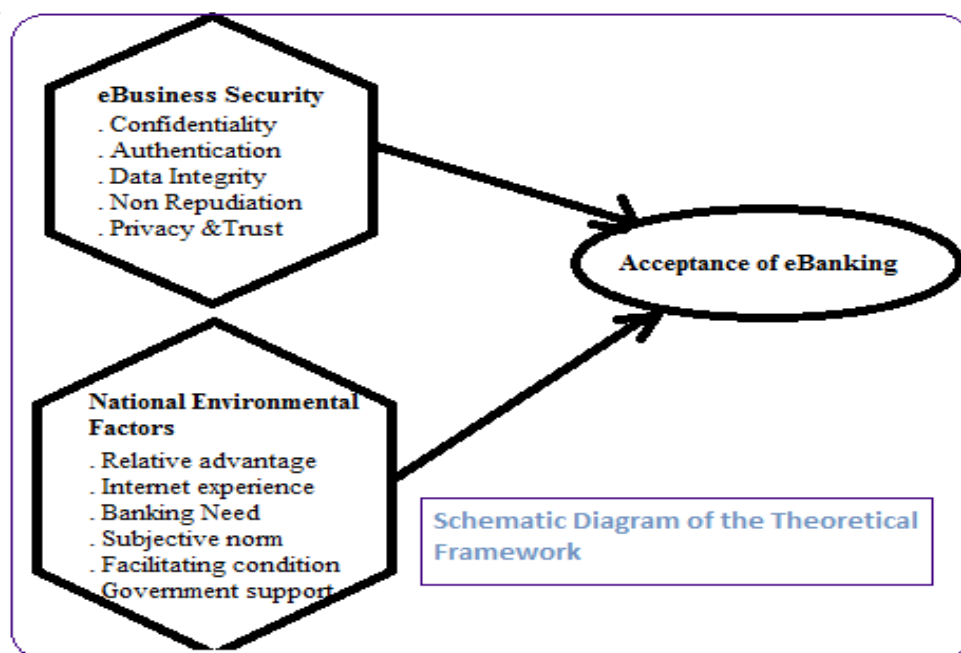 eBusiness Security
. Confidentiality
. Authentication
. Data Integrity
. Non Repudiation
. Privacy &Trust
Acceptance of eBanking
National Environmental
Factors
. Relative advantage
. Internet experience
. Banking Need
. Subjective norm
. Facilitating condition
. Government support
Schematic Diagram of the Theoretical
Framework